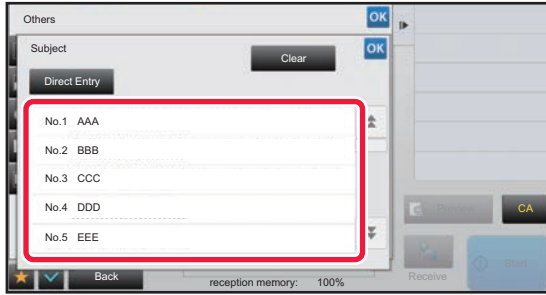 Others
OK
Subject
Clear
OK
Direct Entry
No.1 AAA
No.2 BBB
No.3 CCC
No.4 DDD
No.5 EEE
CA
Back
reception memory: 100%
Receive
Start